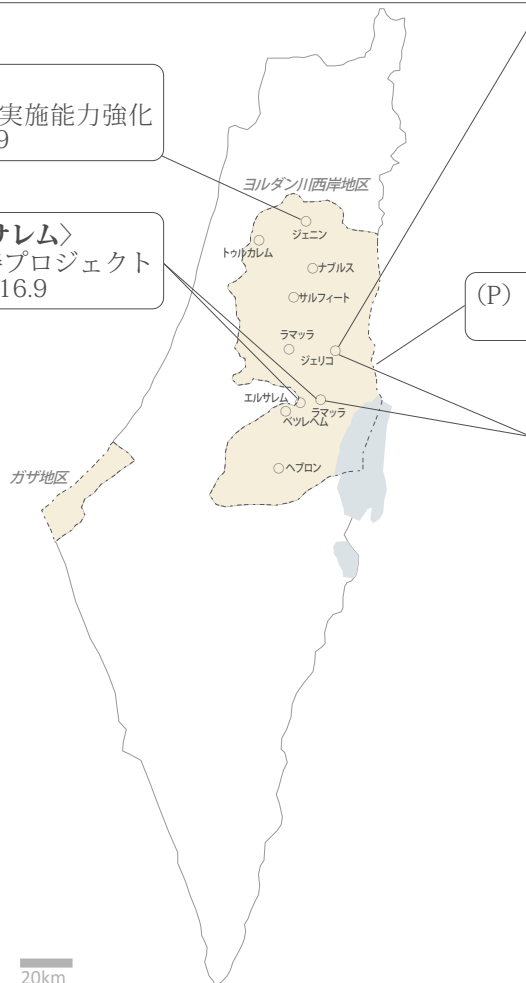 実施能力強化
9
サレム〉
プロジェクト
16.9
(P)
ヨルダン川西岸地区
ジェニン
トゥルカレム
ナブルス
サルフィート
ラマッラ
ジェリコ
エルサレム
ラマッラ
ベツレヘム
ヘブロン
ガザ地区
20km